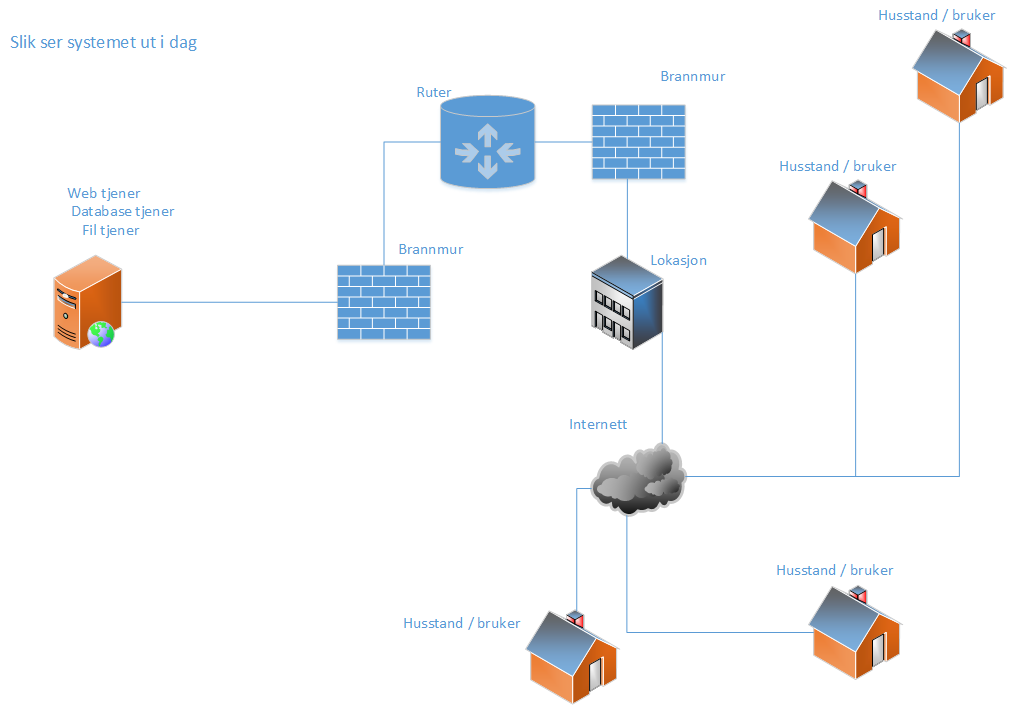 Husstand / bruker
Slik ser systemet ut i dag
Brannmur
Ruter
Husstand / bruker
Web tjener
Database tjener
Fil tjener
Brannmur
Lokasjon
Internett
Husstand / bruker
Husstand / bruker